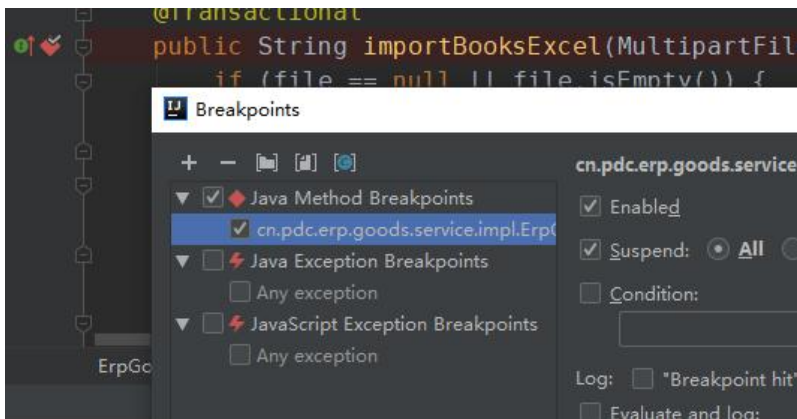 @Transactional
public String importBooksExcel(MultipartFil
if (file == null || file.isEmpty()) {
Breakpoints
cn.pdc.erp.goods.service
Java Method Breakpoints
Enabled
cn.pdc.erp.goods.service.impl.Erp
Java Exception Breakpoints
Suspend: All
Any exception
Condition:
JavaScript Exception Breakpoints
Any exception
ErpGo
Log: "Breakpoint hit"
Evaluate and log: